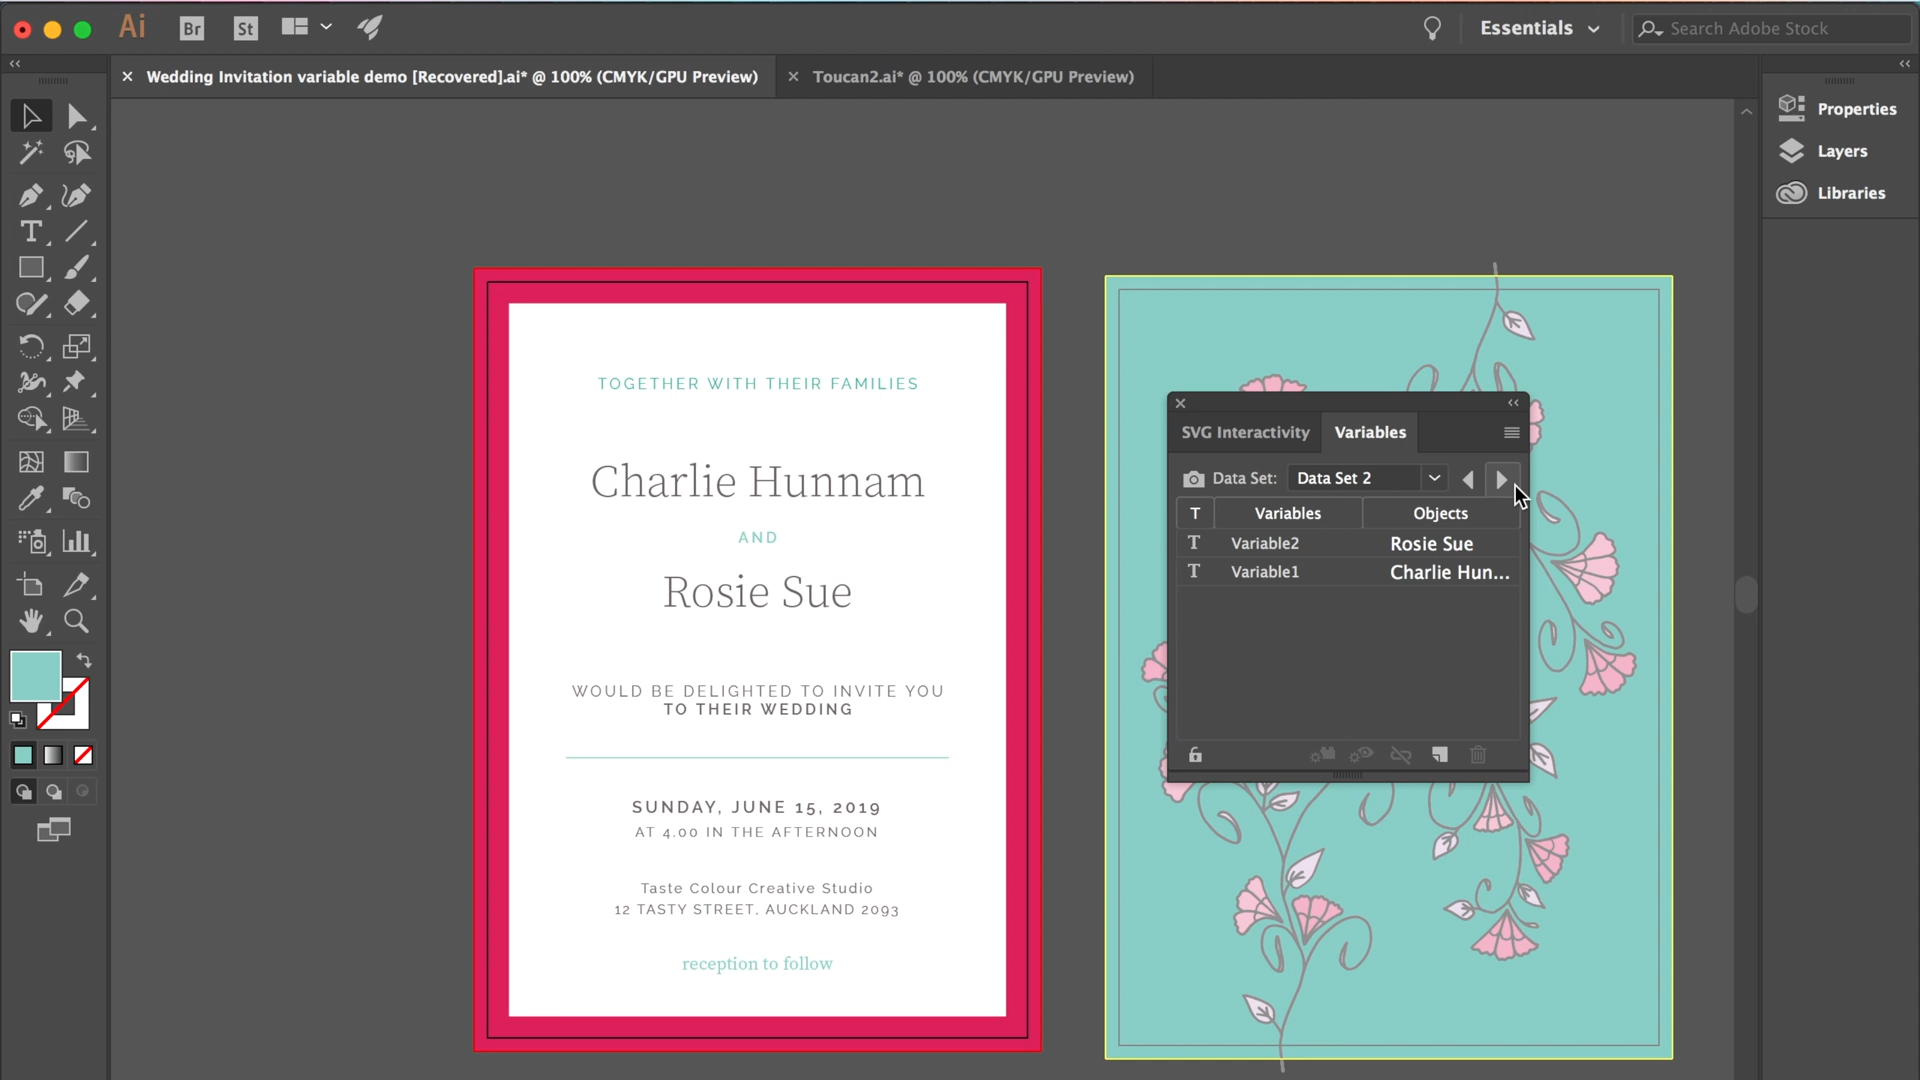 Ai
Br
St
Essentials
Search Adobe Stock
Wedding Invitation variable demo [Recovered].ai* @ 100% (CMYK/GPU Preview)
Toucan2.ai* @ 100% (CMYK/GPU Preview)
Properties
Layers
Libraries
TOGETHER WITH THEIR FAMILIES
Charlie Hunnam
AND
Rosie Sue
WOULD BE DELIGHTED TO INVITE YOU
TO THEIR WEDDING
SUNDAY, JUNE 15, 2019
AT 4.00 IN THE AFTERNOON
Taste Colour Creative Studio
12 TASTY STREET, AUCKLAND 2093
reception to follow
SVG Interactivity Variables
Data Set: Data Set 2
T Variables Objects
T Variable2 Rosie Sue
T Variable1 Charlie Hun...